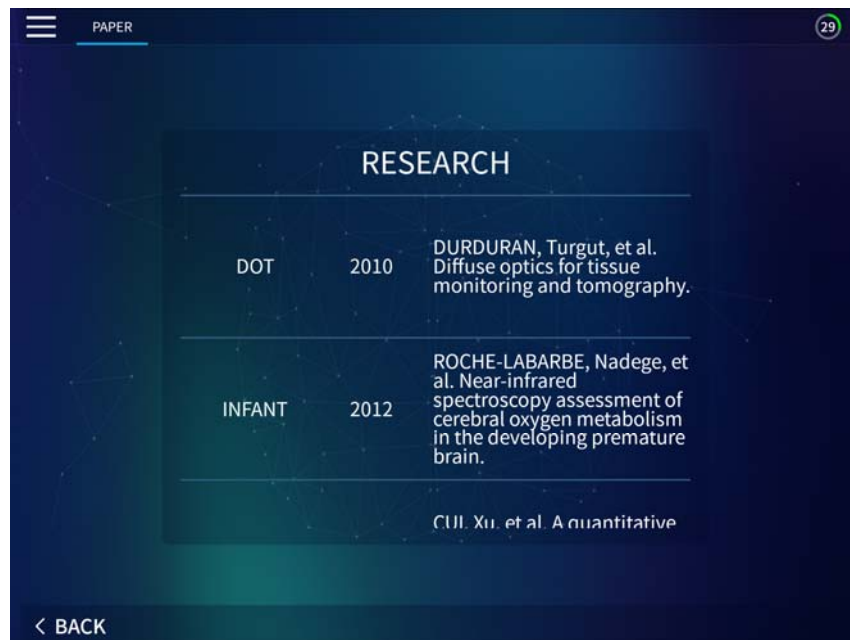 PAPER
29
RESEARCH
DOT
2010
DURDURAN, Turgut, et al.
Diffuse optics for tissue
monitoring and tomography.
INFANT
2012
ROCHE-LABARBE, Nadege, et
al. Near-infrared
spectroscopy assessment of
cerebral oxygen metabolism
in the developing premature
brain.
CUI, Xu, et al. A quantitative
< BACK